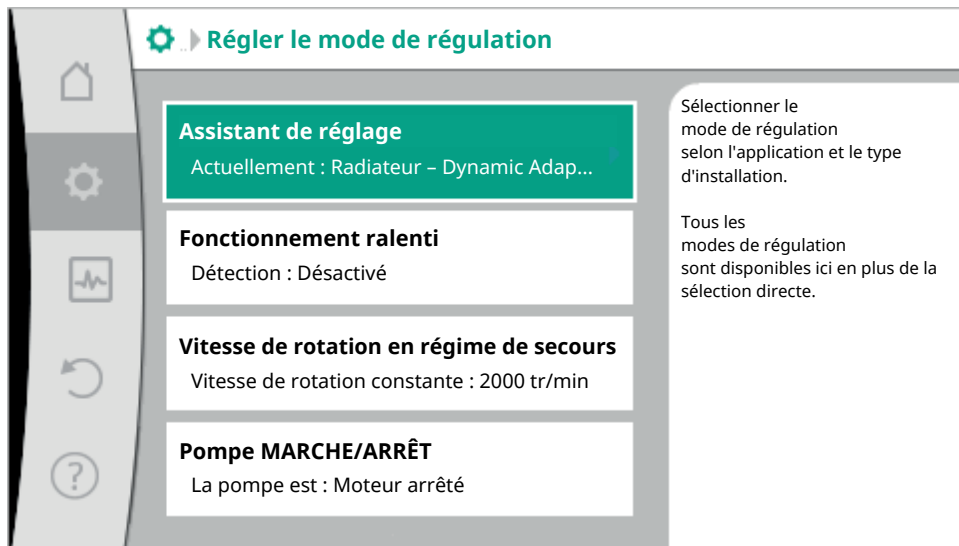 Régler le mode de régulation
Assistant de réglage
Actuellement : Radiateur – Dynamic Adap...
Fonctionnement ralenti
Détection : Désactivé
Vitesse de rotation en régime de secours
Vitesse de rotation constante : 2000 tr/min
Pompe MARCHE/ARRÊT
La pompe est : Moteur arrêté
Sélectionner le
mode de régulation
selon l'application et le type
d'installation.
Tous les
modes de régulation
sont disponibles ici en plus de la
sélection directe.